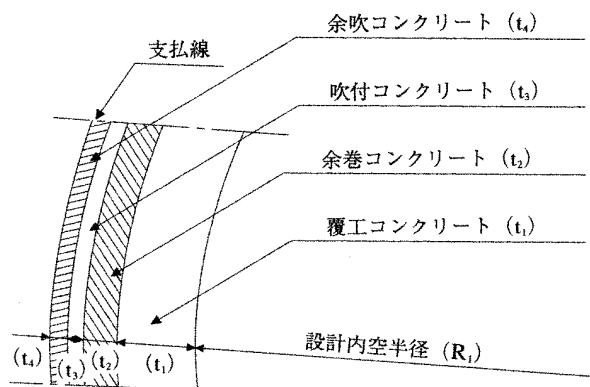 余吹コンクリート (t₄)
支払線
吹付コンクリート (t₃)
余巻コンクリート (t₂)
覆工コンクリート (t₁)
設計内空半径 (R₁)
(t₄) (t₃) (t₂) (t₁)